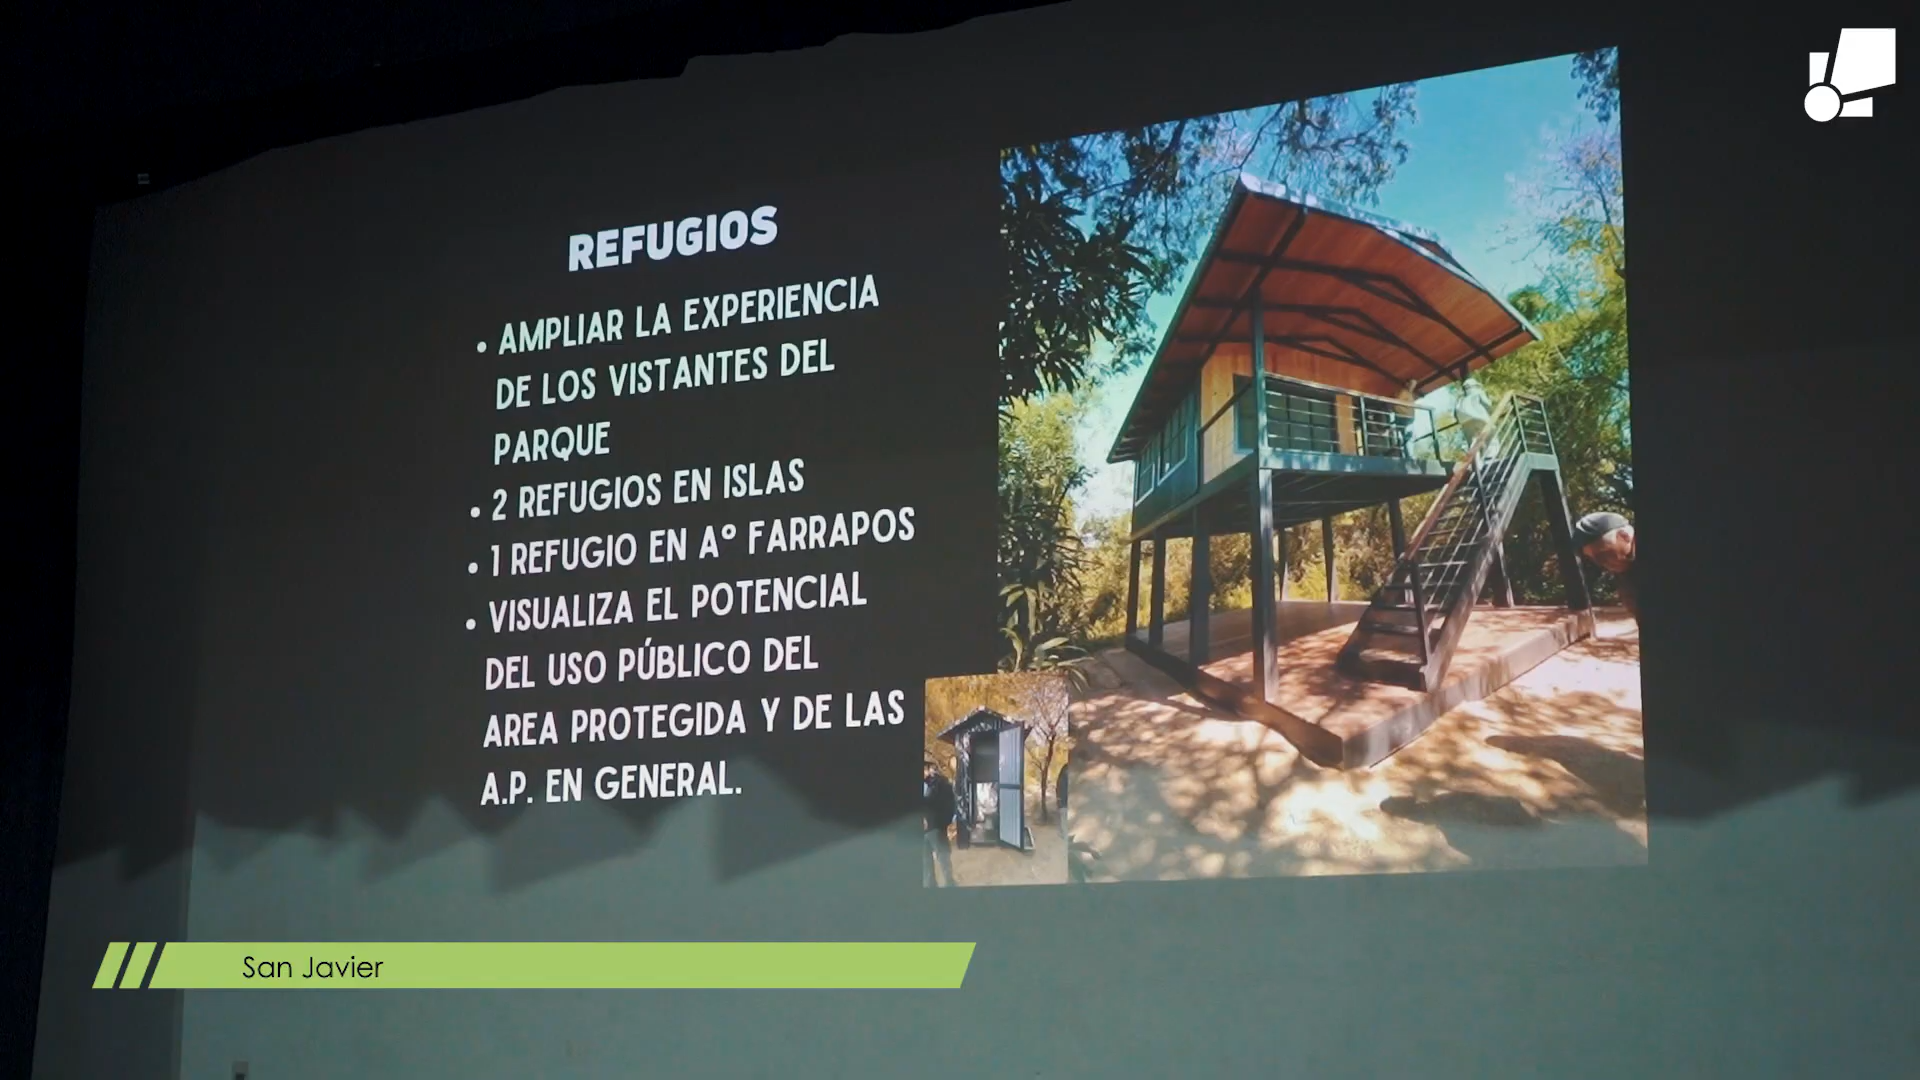 REFUGIOS
• AMPLIAR LA EXPERIENCIA
DE LOS VISTANTES DEL
PARQUE
• 2 REFUGIOS EN ISLAS
• 1 REFUGIO EN Aº FARRAPOS
• VISUALIZA EL POTENCIAL
DEL USO PÚBLICO DEL
AREA PROTEGIDA Y DE LAS
A.P. EN GENERAL.
San Javier